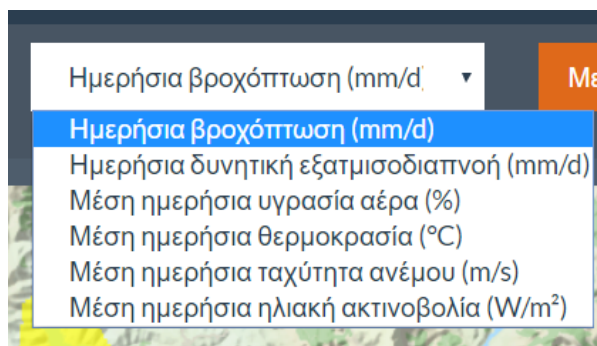 Ημερήσια βροχόπτωση (mm/d)
Ημερήσια βροχόπτωση (mm/d)
Ημερήσια δυνητική εξατμισοδιαπνοή (mm/d)
Μέση ημερήσια υγρασία αέρα (%)
Μέση ημερήσια θερμοκρασία (°C)
Μέση ημερήσια ταχύτητα ανέμου (m/s)
Μέση ημερήσια ηλιακή ακτινοβολία (W/m²)